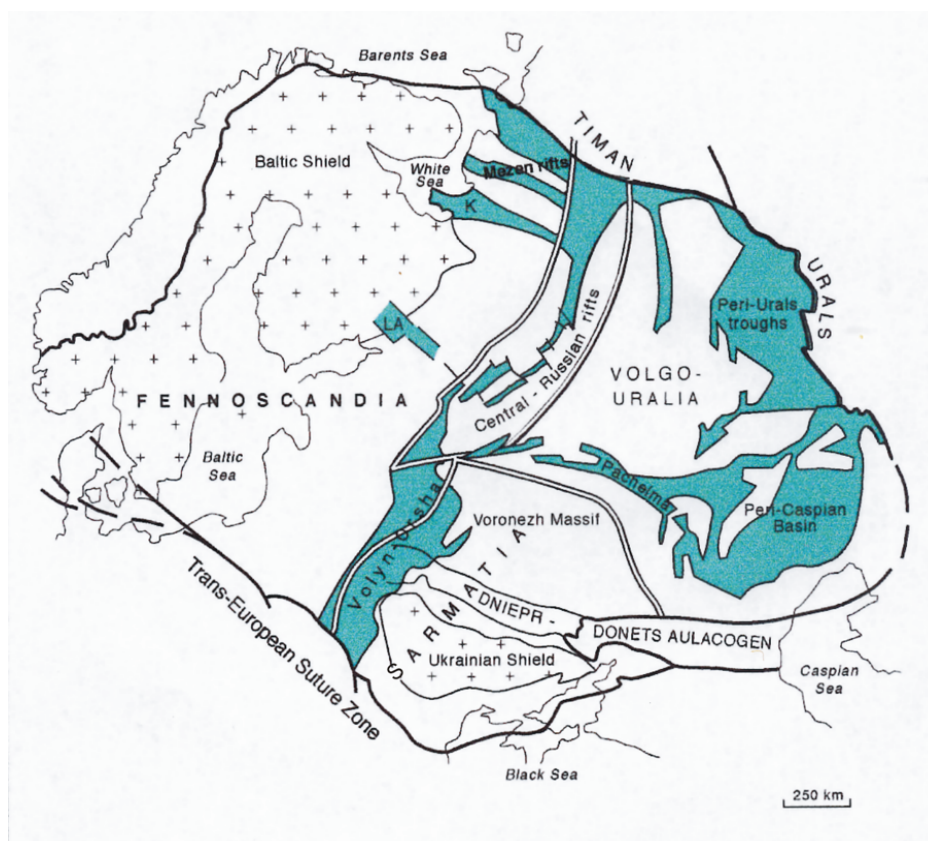 Barents Sea
TIMAN
Baltic Shield
White
Sea
Mezen rifts
K
URALS
Peri-Urals
troughs
LA
Central - Russian rifts
VOLGO-
URALIA
FENNOSCANDIA
Baltic
Sea
Pachelma
Volyn-Orsha
Voronezh Massif
Peri-Caspian
Basin
SARMATIA
Trans-European Suture Zone
DNIEPR -
DONETS AULACOGEN
Ukrainian Shield
Caspian
Sea
Black Sea
250 km